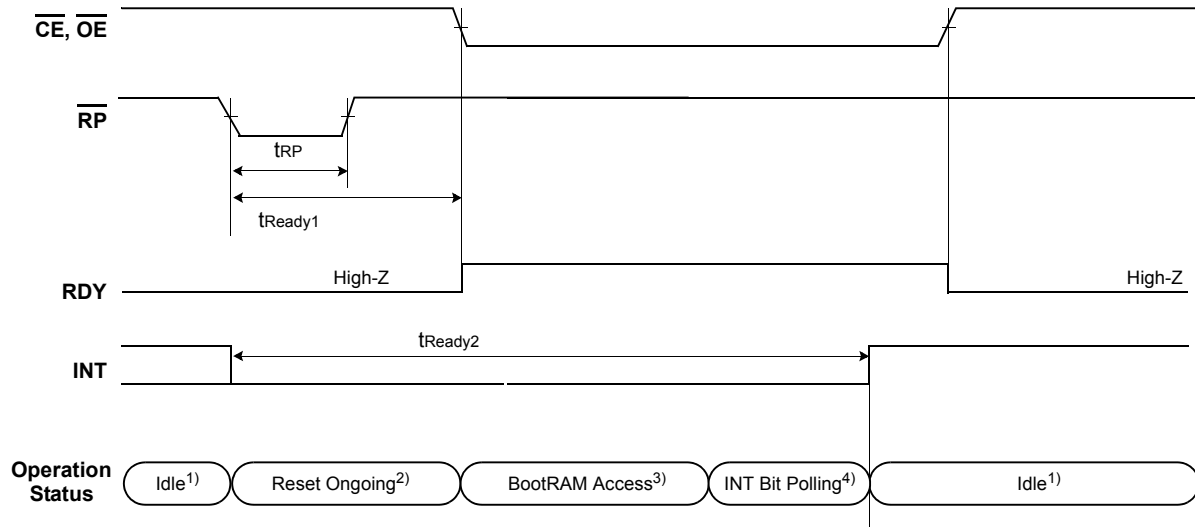 CE, OE
RP
tRP
tReady1
High-Z
High-Z
RDY
tReady2
INT
Operation
Status
Idle1)
Reset Ongoing2)
BootRAM Access3)
INT Bit Polling4)
Idle1)